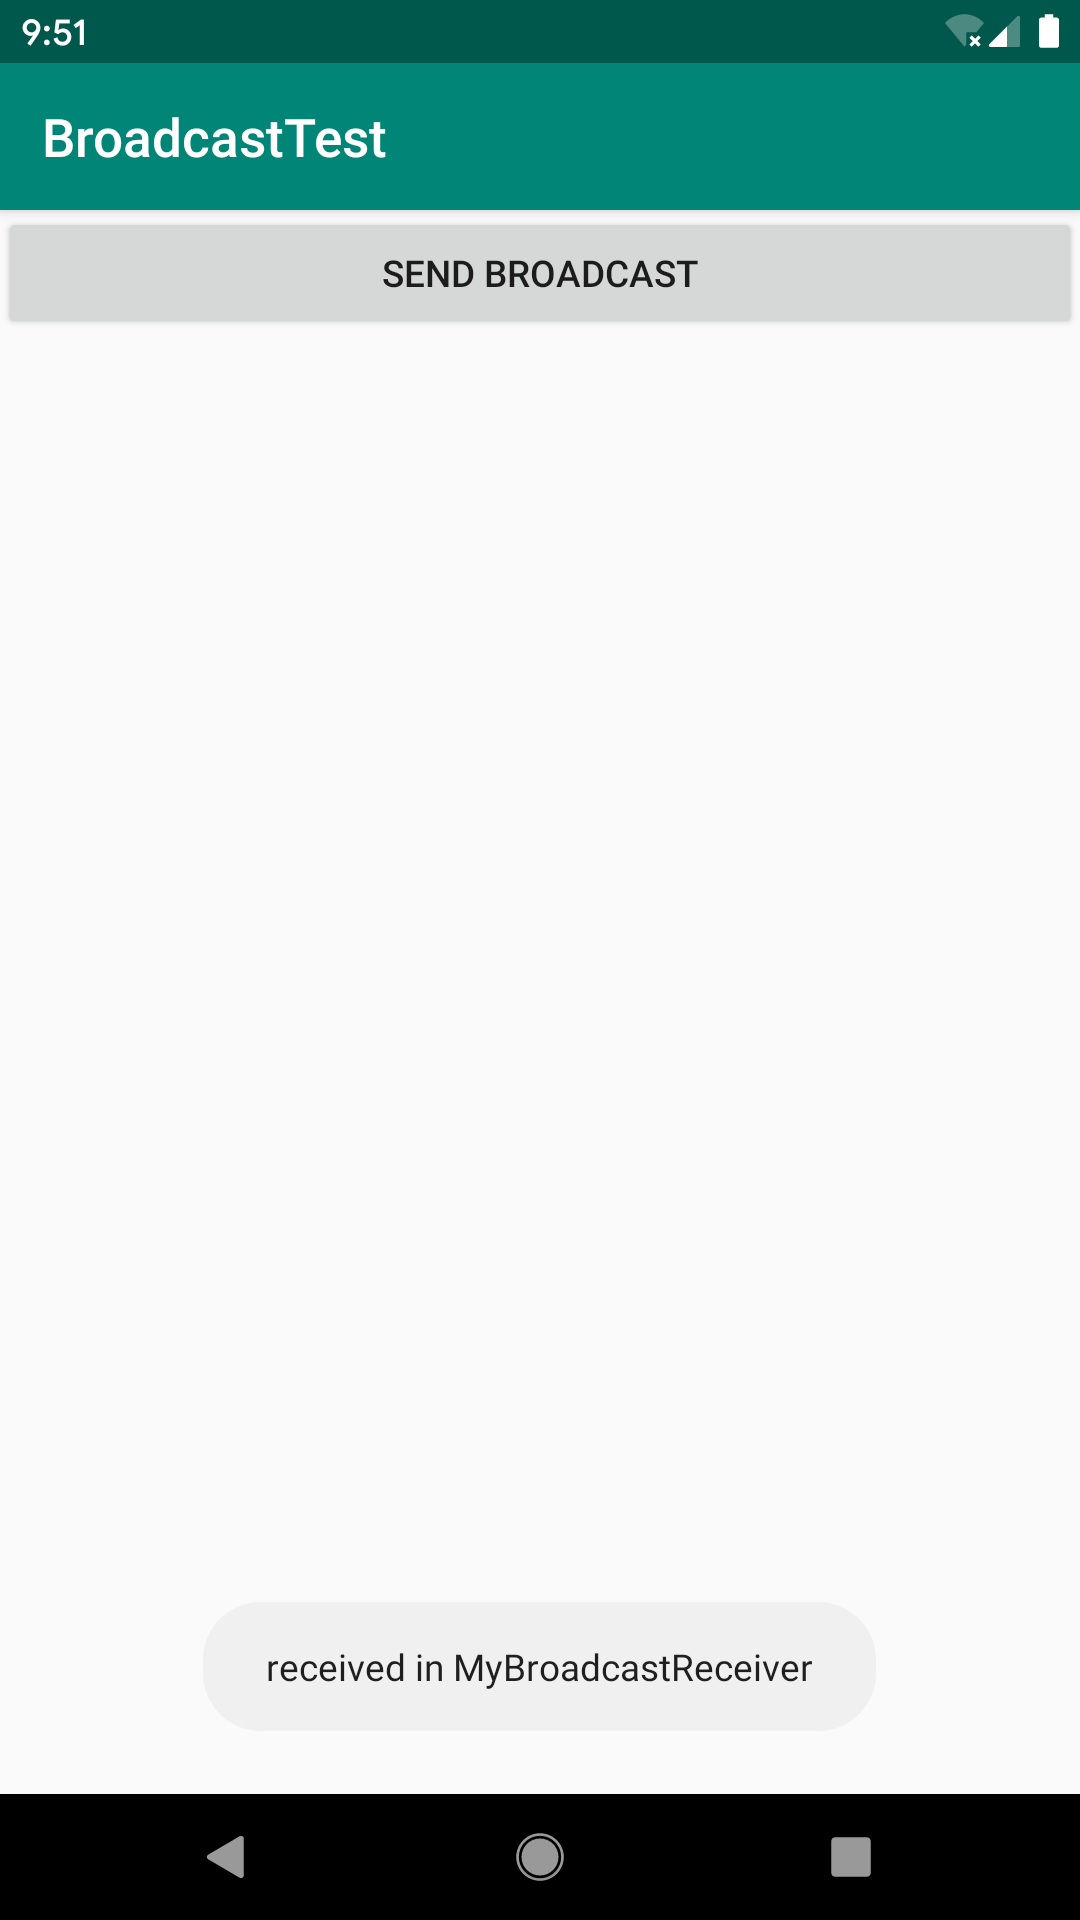 9:51
BroadcastTest
SEND BROADCAST
received in MyBroadcastReceiver